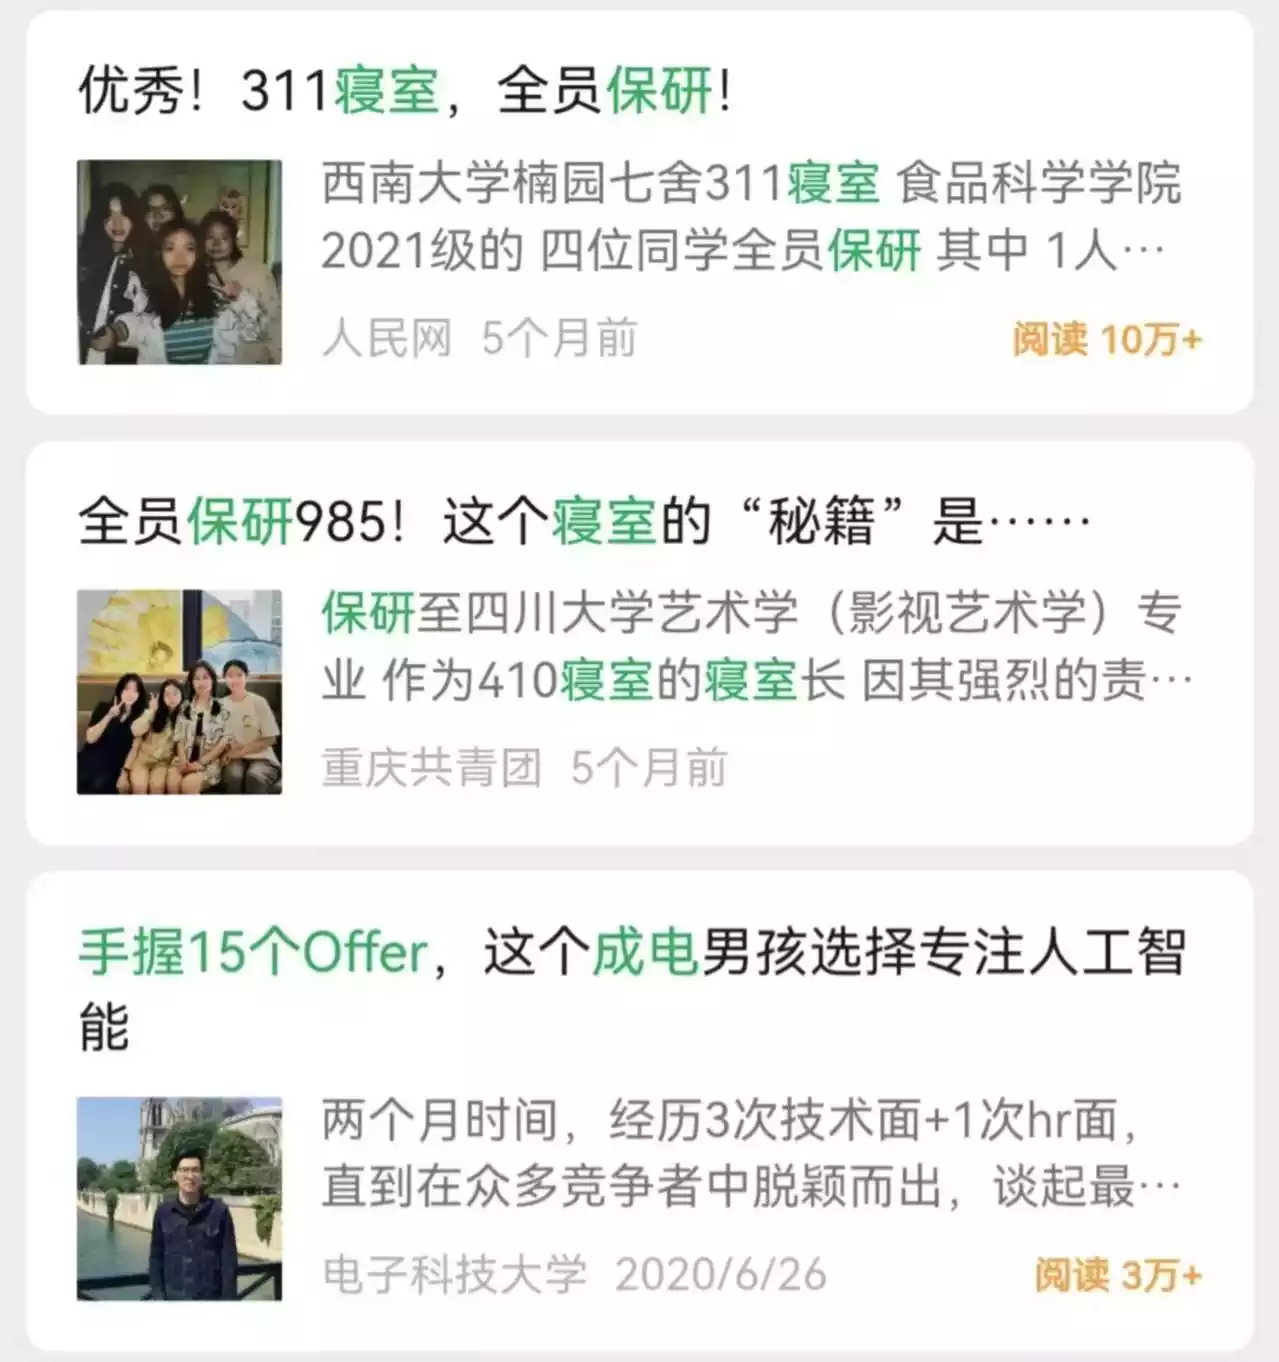 优秀！311寝室，全员保研！
西南大学楠园七舍311寝室 食品科学学院
2021级的 四位同学全员保研 其中 1人…
人民网 5个月前
阅读 10万+
全员保研985！这个寝室的“秘籍”是……
保研至四川大学艺术学（影视艺术学）专
业 作为410寝室的寝室长 因其强烈的责…
重庆共青团 5个月前
手握15个Offer，这个成电男孩选择专注人工智
能
两个月时间，经历3次技术面+1次hr面，
直到在众多竞争者中脱颖而出，谈起最…
电子科技大学 2020/6/26
阅读 3万+